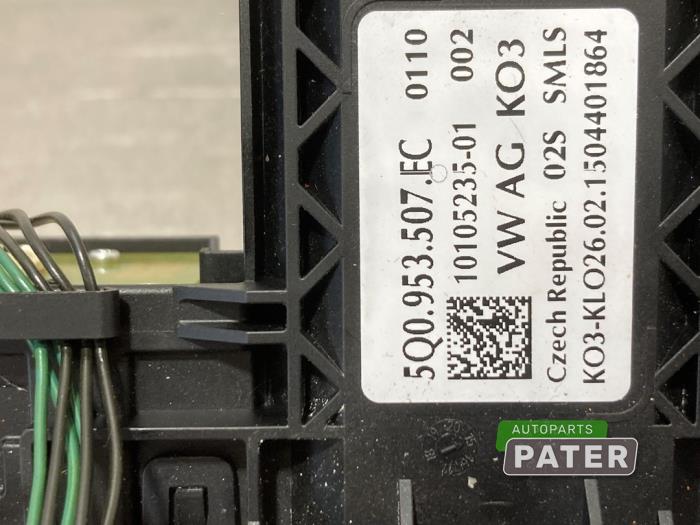 5Q0.953.507.EC 0110
10105235-01 002
VW AG KO3
Czech Republic 02S SMLS
KO3-KLO26.02.1504401864
AUTOPARTS
PATER